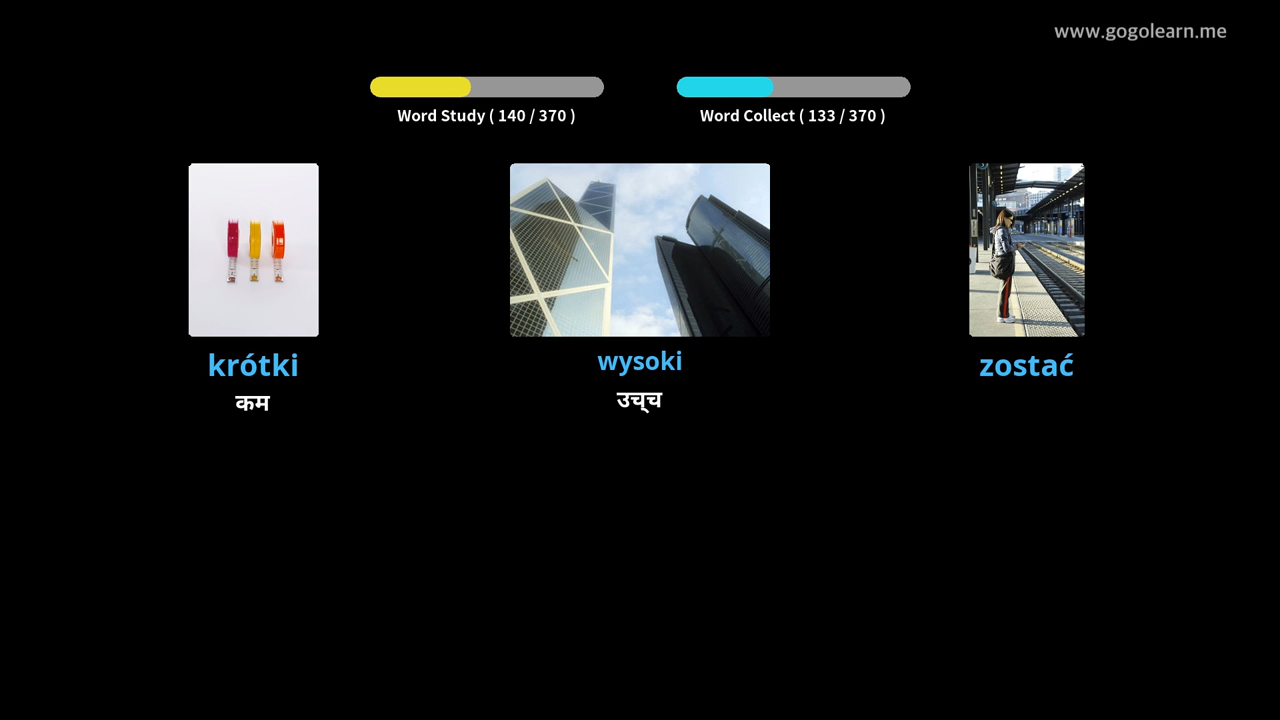 www.gogolearn.me
Word Study ( 140 / 370 )
Word Collect ( 133 / 370 )
krótki
कम
wysoki
उच्च
zostać